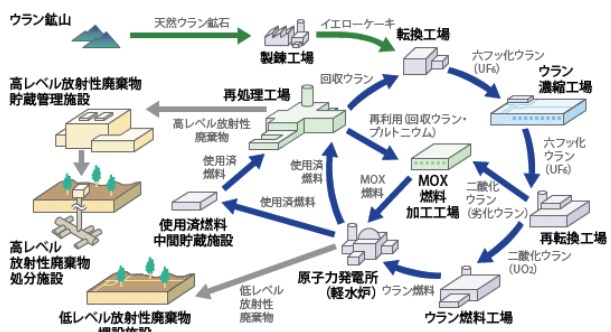 ウラン鉱山
天然ウラン鉱石
製錬工場
イエローケーキ
転換工場
六フッ化ウラン
(UF₆)
ウラン
濃縮工場
高レベル放射性廃棄物
貯蔵管理施設
再処理工場
回収ウラン
高レベル放射性
廃棄物
再利用(回収ウラン・
プルトニウム)
六フッ化
ウラン
(UF₆)
使用済
燃料
使用済
燃料
MOX
燃料
MOX
燃料
加工工場
二酸化
ウラン
(劣化ウラン)
再転換工場
使用済燃料
使用済燃料
中間貯蔵施設
高レベル
放射性廃棄物
処分施設
原子力発電所
(軽水炉)
二酸化ウラン
(UO₂)
ウラン燃料
ウラン燃料工場
低レベル
放射性
廃棄物
低レベル放射性廃棄物
埋設施設